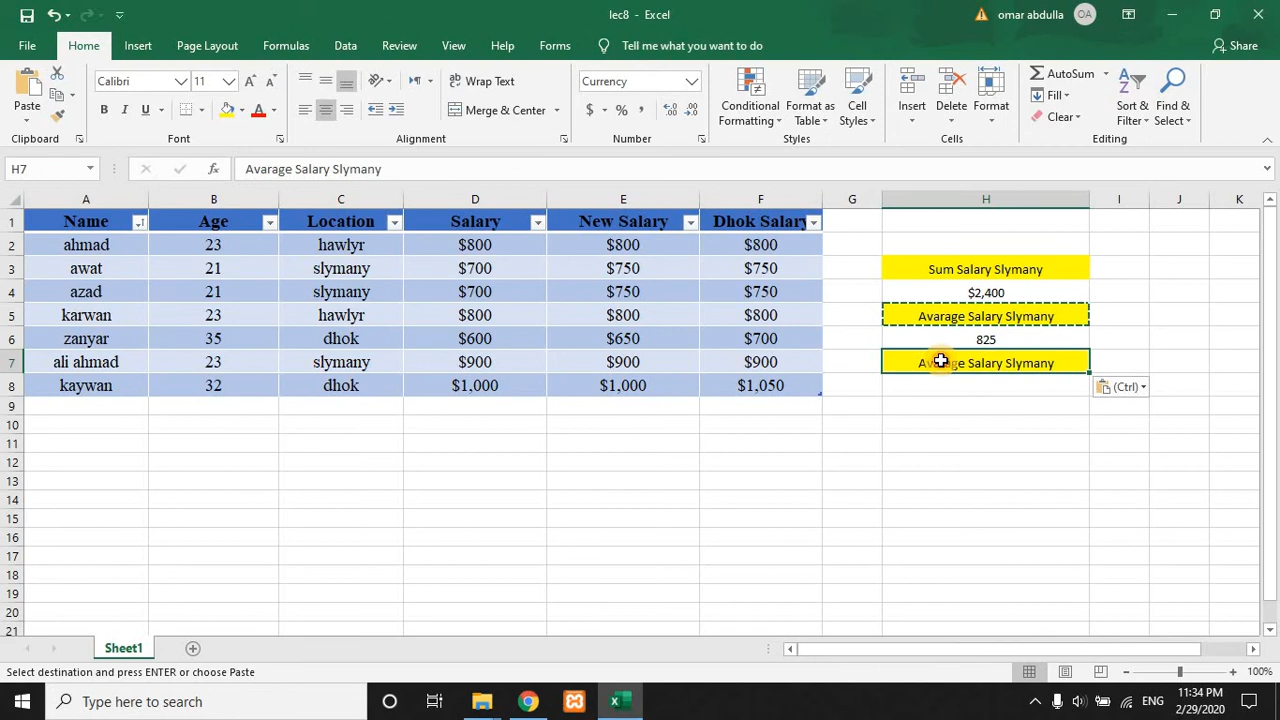 lec8 - Excel
omar abdulla
OA
File Home Insert Page Layout Formulas Data Review View Help Forms Tell me what you want to do Share
Paste
Clipboard
Calibri 11
B I U
Font
Wrap Text
Merge & Center
Alignment
Currency
$ %
Number
Conditional Formatting
Format as Table
Cell Styles
Styles
Insert Delete Format
Cells
AutoSum
Fill
Clear
Sort & Filter
Find & Select
Editing
H7 fx Avarage Salary Slymany
A B C D E F G H I J K
1 Name Age Location Salary New Salary Dhok Salary
2 ahmad 23 hawlyr $800 $800 $800
3 awat 21 slymany $700 $750 $750 Sum Salary Slymany
4 azad 21 slymany $700 $750 $750 $2,400
5 karwan 23 hawlyr $800 $800 $800 Avarage Salary Slymany
6 zanyar 35 dhok $600 $650 $700 825
7 ali ahmad 23 slymany $900 $900 $900 Avarage Salary Slymany
8 kaywan 32 dhok $1,000 $1,000 $1,050 (Ctrl)
9
10
11
12
13
14
15
16
17
18
19
20
21
Sheet1
Select destination and press ENTER or choose Paste 100%
Type here to search
ENG
11:34 PM
2/29/2020